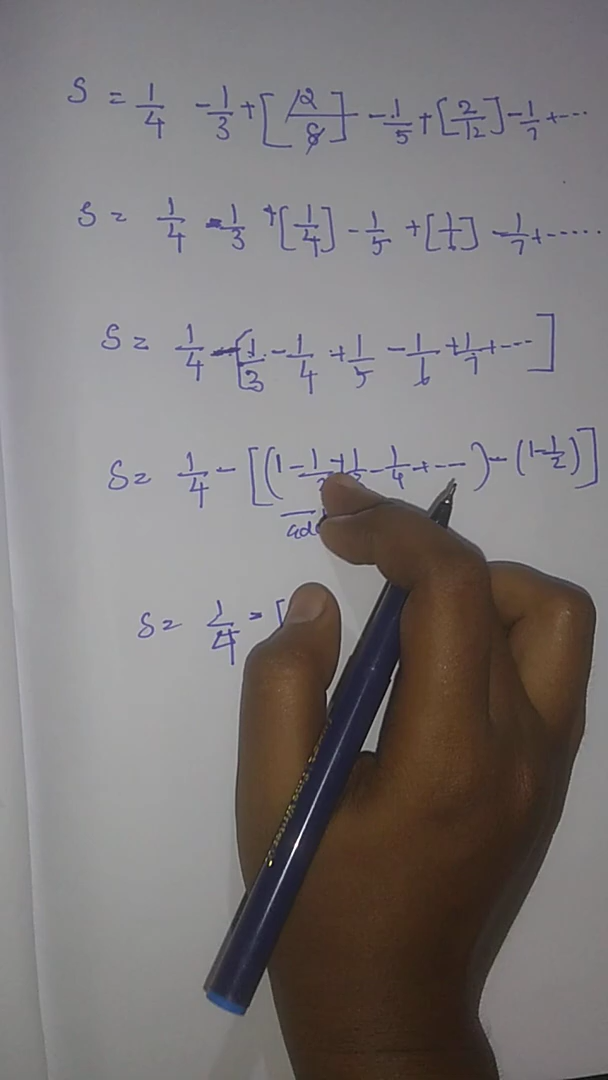 S = 1/4 - 1/3 + [2/8] - 1/5 + [2/12] - 1/7 + ...
S = 1/4 - 1/3 + [1/4] - 1/5 + [1/6] - 1/7 + .....
S = 1/4 - [1/3 - 1/4 + 1/5 - 1/6 + 1/7 + ...]
S = 1/4 - [(1 - 1/2 + 1/3 - 1/4 + ---) - (1 - 1/2)]
S = 1/4 - [